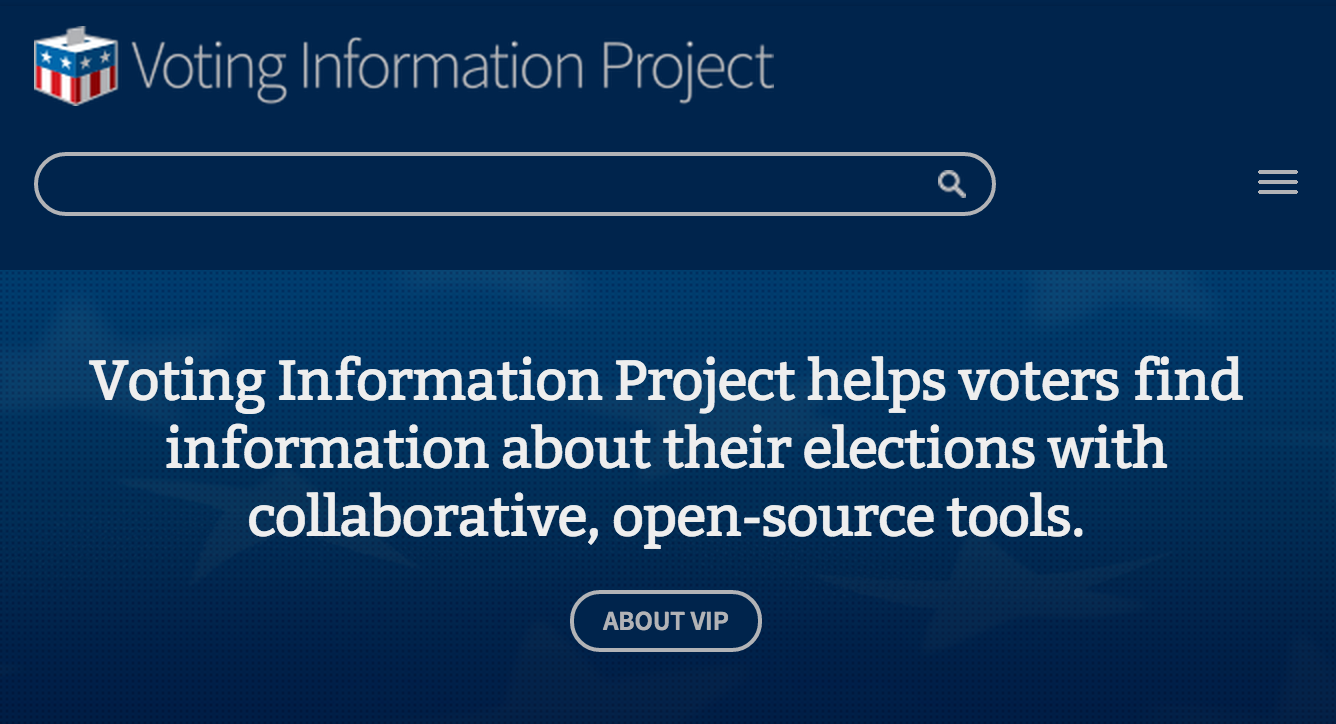 Voting Information Project
Voting Information Project helps voters find
information about their elections with
collaborative, open-source tools.
ABOUT VIP